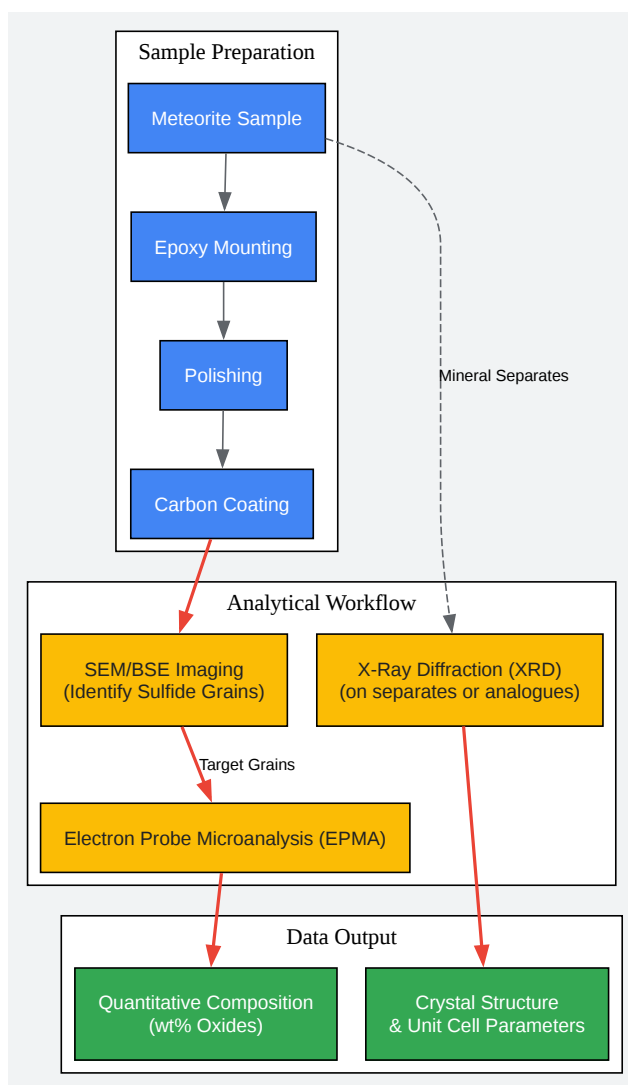 Sample Preparation
Meteorite Sample
Epoxy Mounting
Polishing
Mineral Separates
Carbon Coating
Analytical Workflow
SEM/BSE Imaging
(Identify Sulfide Grains)
X-Ray Diffraction (XRD)
(on separates or analogues)
Target Grains
Electron Probe Microanalysis (EPMA)
Data Output
Quantitative Composition
(wt% Oxides)
Crystal Structure
& Unit Cell Parameters